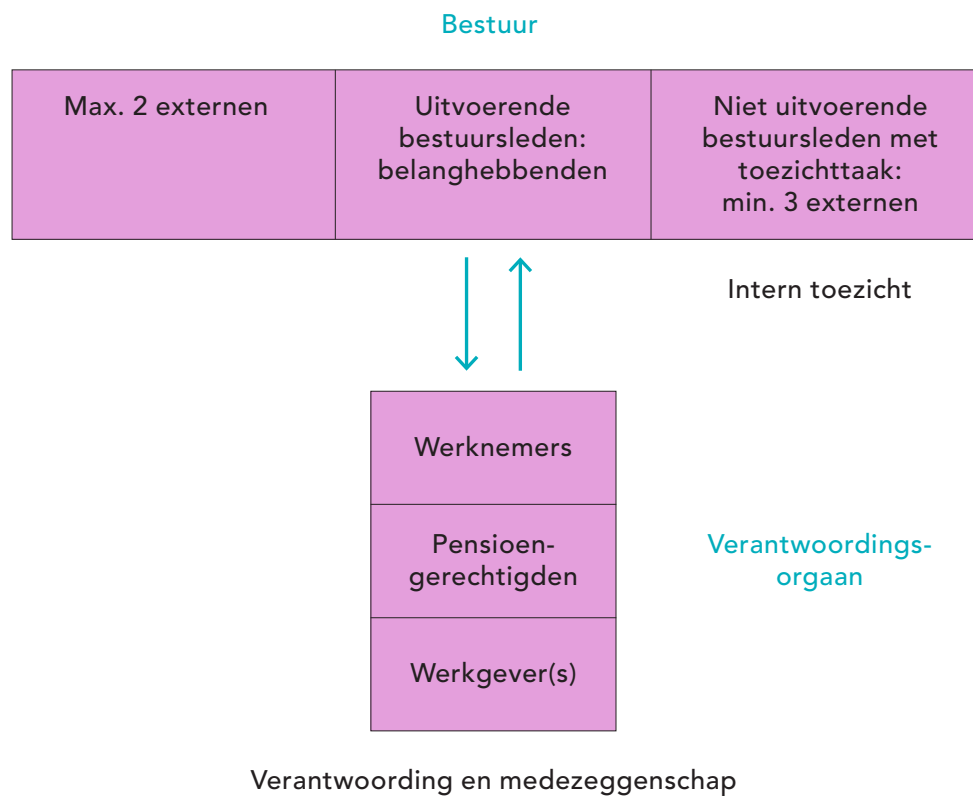 Bestuur
Max. 2 externen
Uitvoerende
bestuursleden:
belanghebbenden
Niet uitvoerende
bestuursleden met
toezichttaak:
min. 3 externen
Intern toezicht
Werknemers
Pensioen-
gerechtigden
Werkgever(s)
Verantwoordings-
orgaan
Verantwoording en medezeggenschap